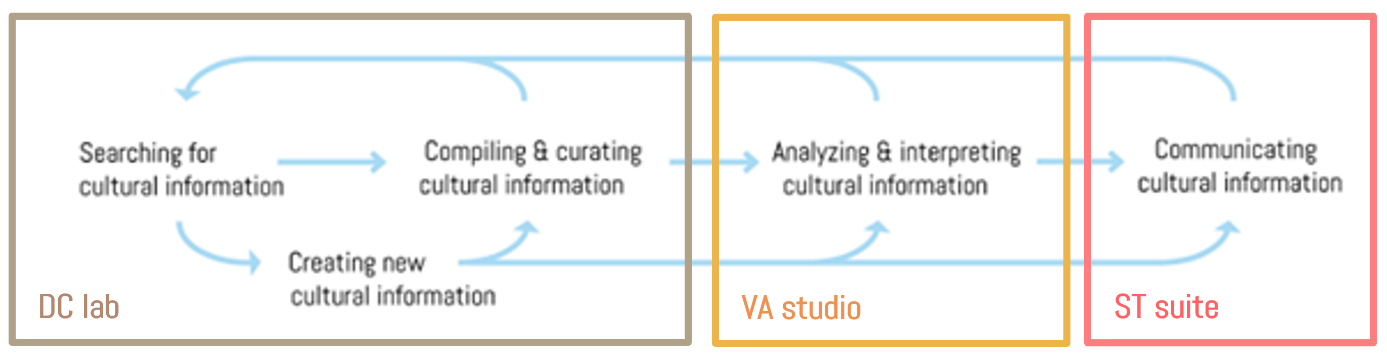 Searching for
cultural information
Compiling & curating
cultural information
Analyzing & interpreting
cultural information
Communicating
cultural information
Creating new
cultural information
DC lab
VA studio
ST suite